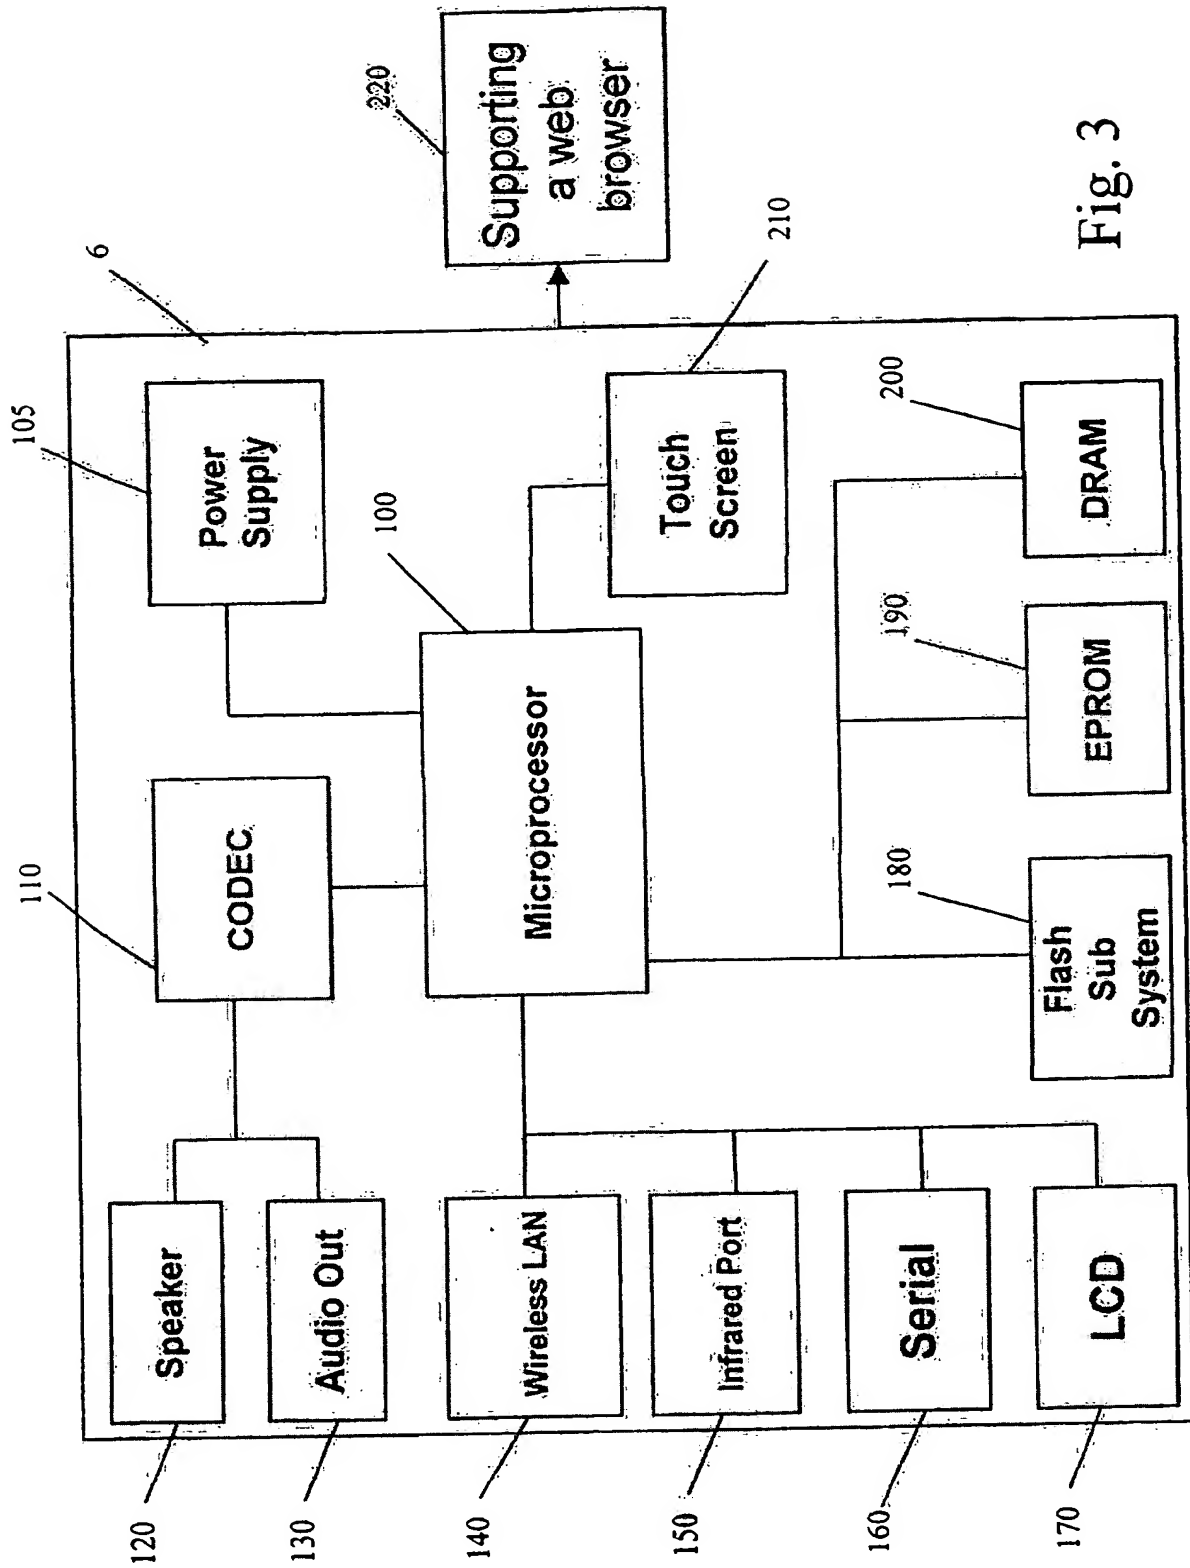 120
Speaker
130
Audio Out
140
Wireless LAN
150
Infrared Port
160
Serial
170
LCD
110
CODEC
105
Power
Supply
6
100
Microprocessor
210
Touch
Screen
180
Flash
Sub
System
190
EPROM
200
DRAM
220
Supporting
a web
browser
Fig. 3